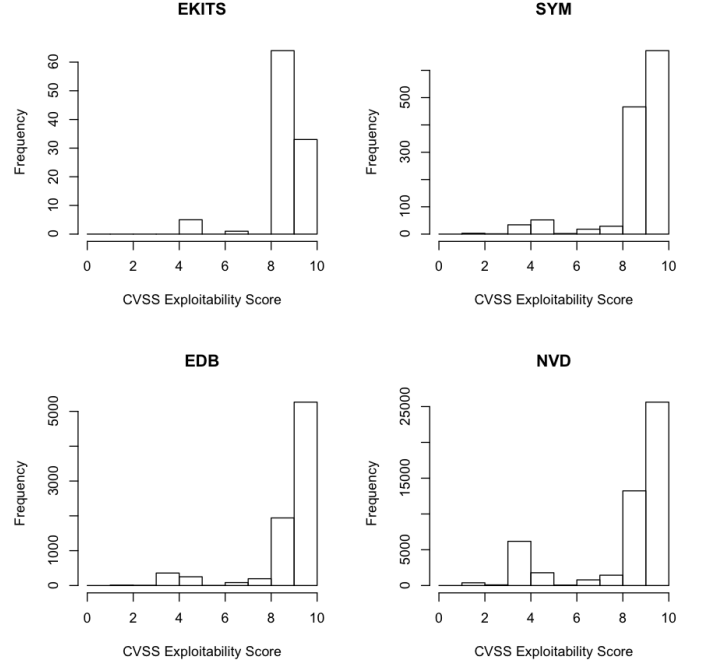 EKITS
Frequency
0 10 20 30 40 50 60
0 2 4 6 8 10
CVSS Exploitability Score
SYM
Frequency
0 100 300 500
0 2 4 6 8 10
CVSS Exploitability Score
EDB
Frequency
0 1000 3000 5000
0 2 4 6 8 10
CVSS Exploitability Score
NVD
Frequency
0 5000 15000 25000
0 2 4 6 8 10
CVSS Exploitability Score